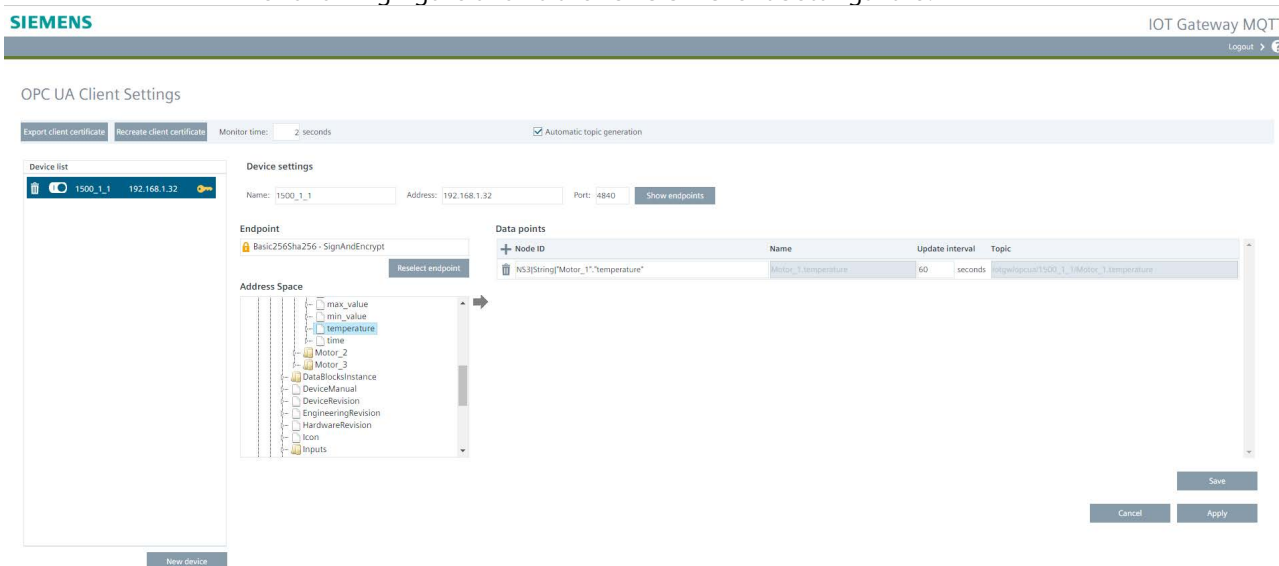 SIEMENS
IOT Gateway MQT
Logout >
OPC UA Client Settings
Export client certificate Recreate client certificate Monitor time: 2 seconds Automatic topic generation
Device list
1500_1_1 192.168.1.32
New device
Device settings
Name: 1500_1_1 Address: 192.168.1.32 Port: 4840 Show endpoints
Endpoint
Basic256Sha256 - SignAndEncrypt
Reselect endpoint
Address Space
max_value
min_value
temperature
time
Motor_2
Motor_3
DataBlocksInstance
DeviceManual
DeviceRevision
EngineeringRevision
HardwareRevision
Icon
Inputs
Data points
Node ID Name Update interval Topic
NS3|String|"Motor_1"."temperature" Motor_1.temperature 60 seconds
Save
Cancel Apply